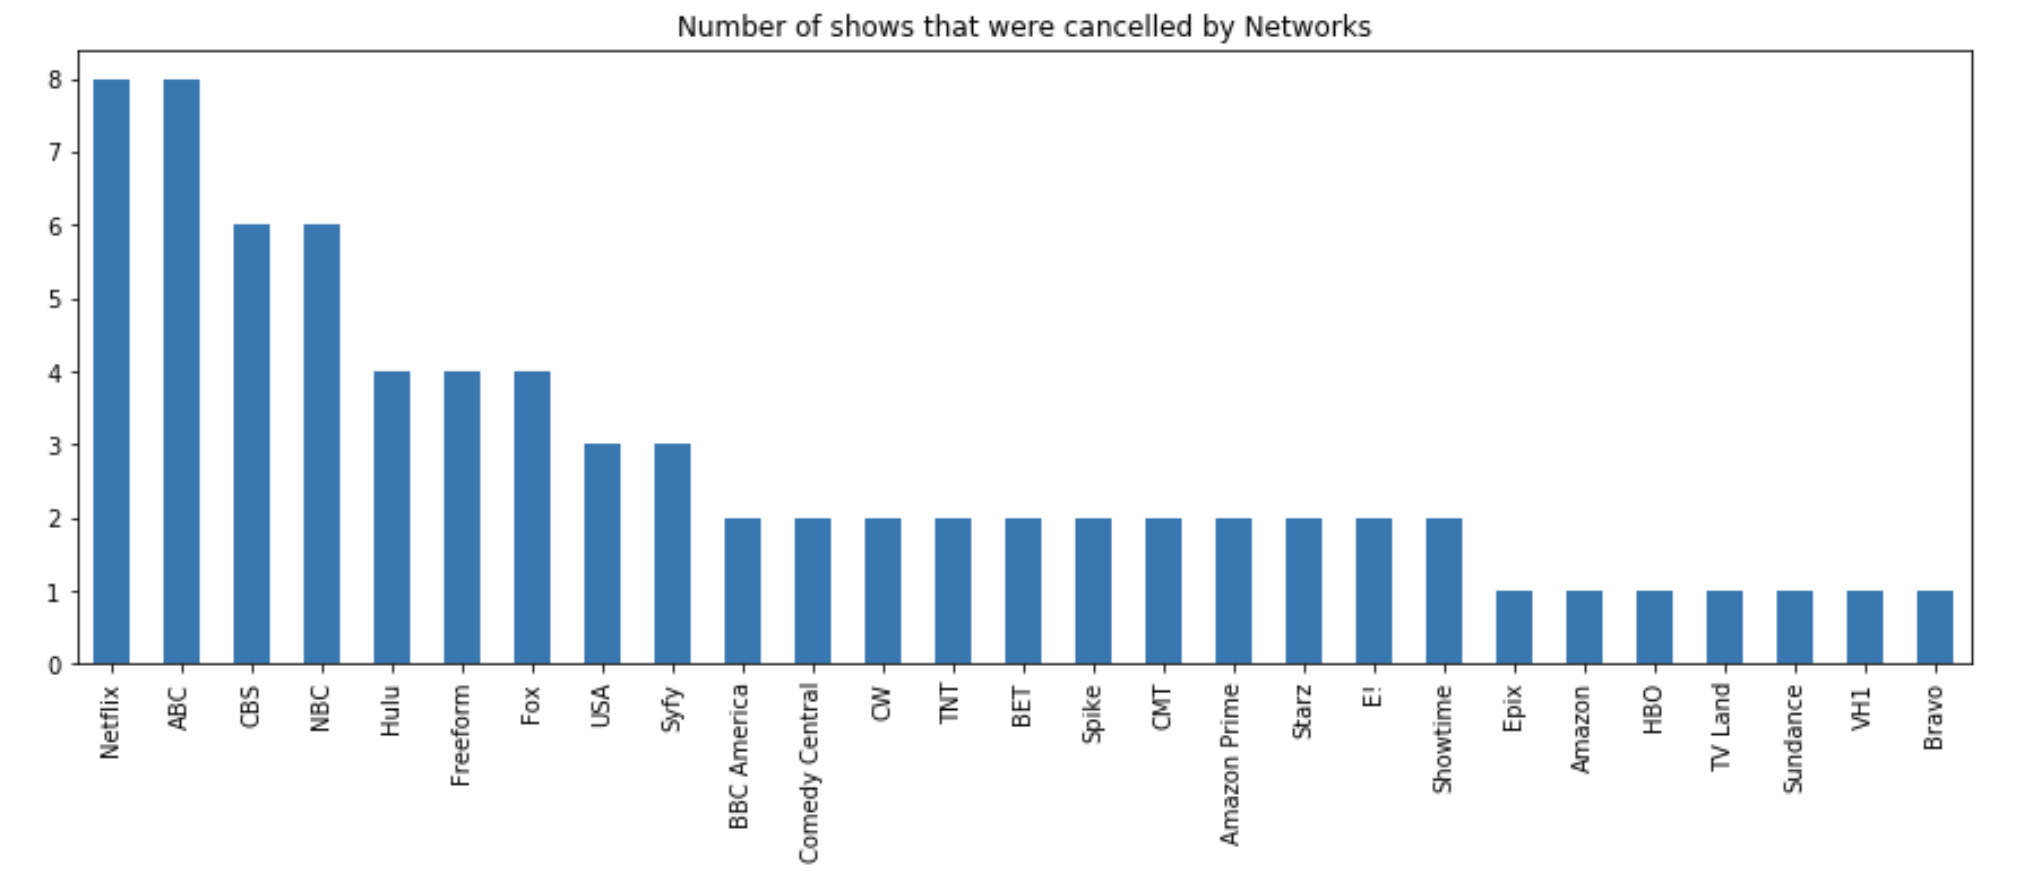 Number of shows that were cancelled by Networks
8
7
6
5
4
3
2
1
0
Netflix
ABC
CBS
NBC
Hulu
Freeform
Fox
USA
Syfy
BBC America
Comedy Central
CW
TNT
BET
Spike
CMT
Amazon Prime
Starz
E!
Showtime
Epix
Amazon
HBO
TV Land
Sundance
VH1
Bravo